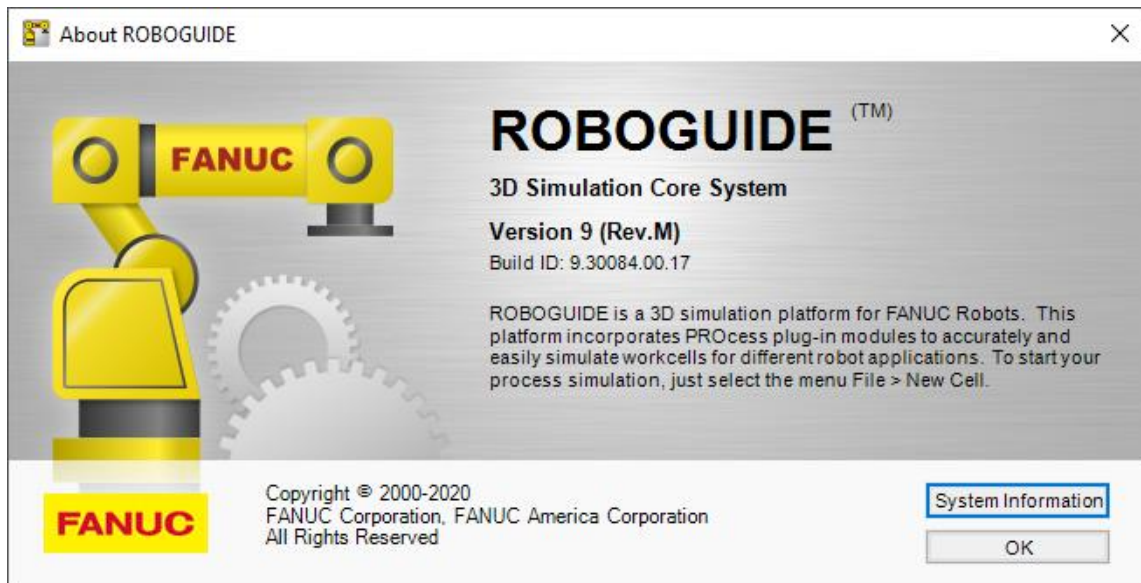 About ROBOGUIDE
FANUC
ROBOGUIDE (TM)
3D Simulation Core System
Version 9 (Rev.M)
Build ID: 9.30084.00.17
ROBOGUIDE is a 3D simulation platform for FANUC Robots. This
platform incorporates PROcess plug-in modules to accurately and
easily simulate workcells for different robot applications. To start your
process simulation, just select the menu File > New Cell.
FANUC
Copyright © 2000-2020
FANUC Corporation, FANUC America Corporation
All Rights Reserved
System Information
OK